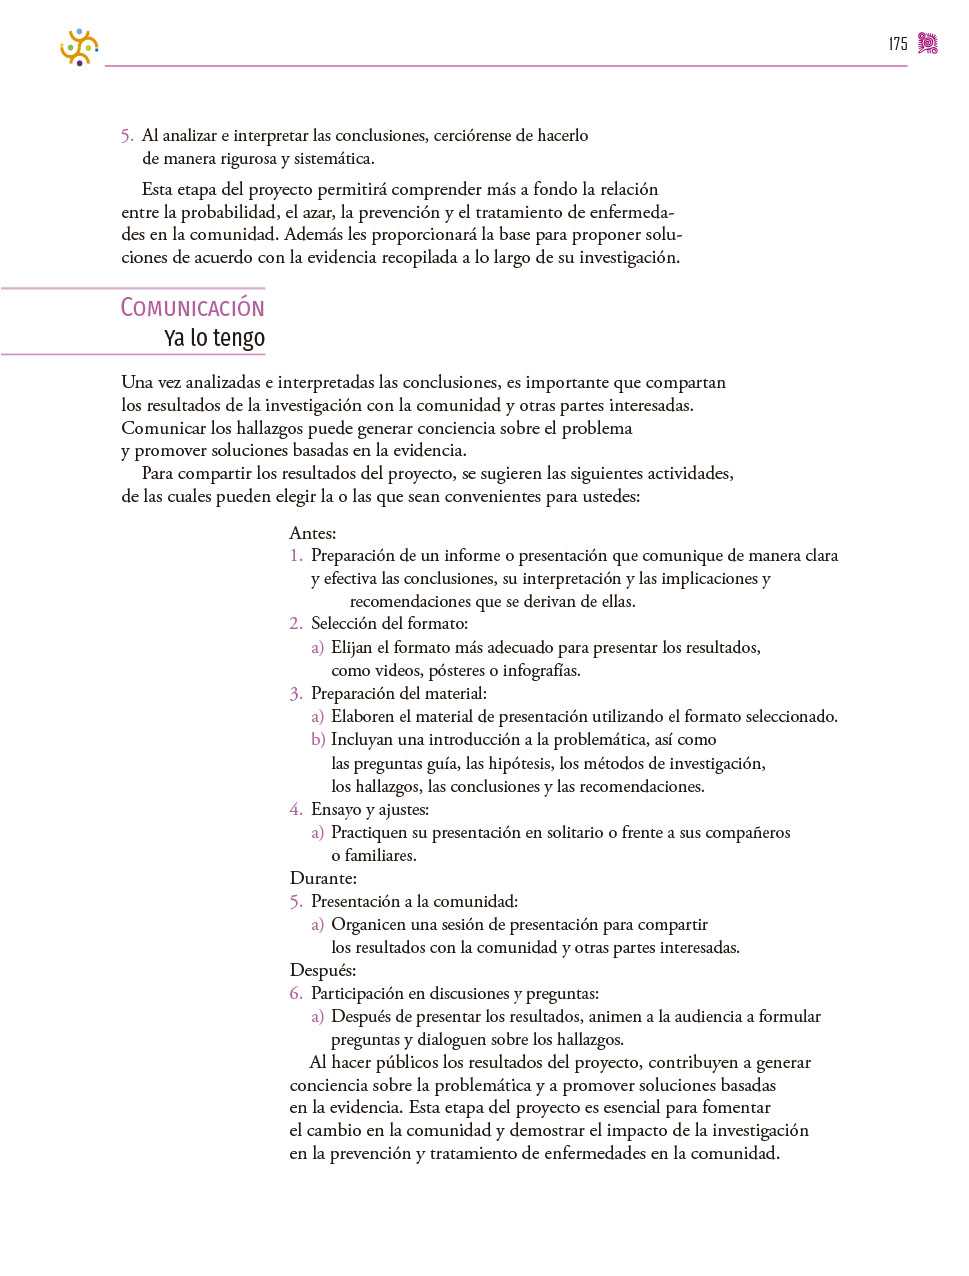 175
5. Al analizar e interpretar las conclusiones, cerciórense de hacerlo
de manera rigurosa y sistemática.
Esta etapa del proyecto permitirá comprender más a fondo la relación
entre la probabilidad, el azar, la prevención y el tratamiento de enfermeda-
des en la comunidad. Además les proporcionará la base para proponer solu-
ciones de acuerdo con la evidencia recopilada a lo largo de su investigación.
Comunicación
Ya lo tengo
Una vez analizadas e interpretadas las conclusiones, es importante que compartan
los resultados de la investigación con la comunidad y otras partes interesadas.
Comunicar los hallazgos puede generar conciencia sobre el problema
y promover soluciones basadas en la evidencia.
Para compartir los resultados del proyecto, se sugieren las siguientes actividades,
de las cuales pueden elegir la o las que sean convenientes para ustedes:
Antes:
1. Preparación de un informe o presentación que comunique de manera clara
y efectiva las conclusiones, su interpretación y las implicaciones y
recomendaciones que se derivan de ellas.
2. Selección del formato:
a) Elijan el formato más adecuado para presentar los resultados,
como videos, pósteres o infografías.
3. Preparación del material:
a) Elaboren el material de presentación utilizando el formato seleccionado.
b) Incluyan una introducción a la problemática, así como
las preguntas guía, las hipótesis, los métodos de investigación,
los hallazgos, las conclusiones y las recomendaciones.
4. Ensayo y ajustes:
a) Practiquen su presentación en solitario o frente a sus compañeros
o familiares.
Durante:
5. Presentación a la comunidad:
a) Organicen una sesión de presentación para compartir
los resultados con la comunidad y otras partes interesadas.
Después:
6. Participación en discusiones y preguntas:
a) Después de presentar los resultados, animen a la audiencia a formular
preguntas y dialoguen sobre los hallazgos.
Al hacer públicos los resultados del proyecto, contribuyen a generar
conciencia sobre la problemática y a promover soluciones basadas
en la evidencia. Esta etapa del proyecto es esencial para fomentar
el cambio en la comunidad y demostrar el impacto de la investigación
en la prevención y tratamiento de enfermedades en la comunidad.